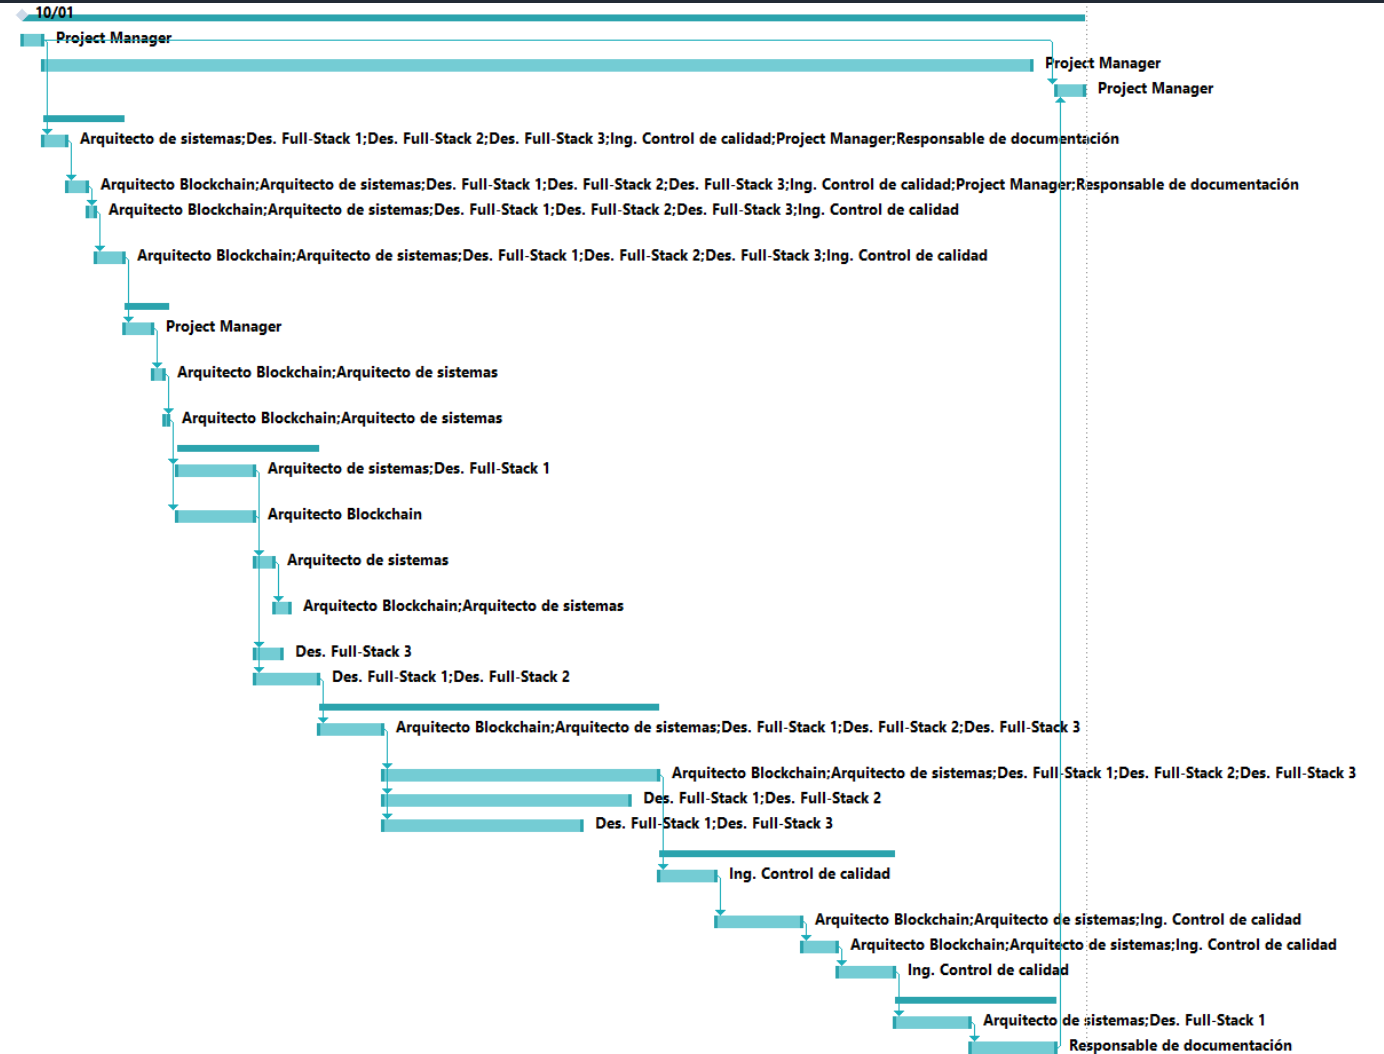 10/01
Project Manager
Project Manager
Project Manager
Arquitecto de sistemas;Des. Full-Stack 1;Des. Full-Stack 2;Des. Full-Stack 3;Ing. Control de calidad;Project Manager;Responsable de documentación
Arquitecto Blockchain;Arquitecto de sistemas;Des. Full-Stack 1;Des. Full-Stack 2;Des. Full-Stack 3;Ing. Control de calidad;Project Manager;Responsable de documentación
Arquitecto Blockchain;Arquitecto de sistemas;Des. Full-Stack 1;Des. Full-Stack 2;Des. Full-Stack 3;Ing. Control de calidad
Arquitecto Blockchain;Arquitecto de sistemas;Des. Full-Stack 1;Des. Full-Stack 2;Des. Full-Stack 3;Ing. Control de calidad
Project Manager
Arquitecto Blockchain;Arquitecto de sistemas
Arquitecto Blockchain;Arquitecto de sistemas
Arquitecto de sistemas;Des. Full-Stack 1
Arquitecto Blockchain
Arquitecto de sistemas
Arquitecto Blockchain;Arquitecto de sistemas
Des. Full-Stack 3
Des. Full-Stack 1;Des. Full-Stack 2
Arquitecto Blockchain;Arquitecto de sistemas;Des. Full-Stack 1;Des. Full-Stack 2;Des. Full-Stack 3
Arquitecto Blockchain;Arquitecto de sistemas;Des. Full-Stack 1;Des. Full-Stack 2;Des. Full-Stack 3
Des. Full-Stack 1;Des. Full-Stack 2
Des. Full-Stack 1;Des. Full-Stack 3
Ing. Control de calidad
Arquitecto Blockchain;Arquitecto de sistemas;Ing. Control de calidad
Arquitecto Blockchain;Arquitecto de sistemas;Ing. Control de calidad
Ing. Control de calidad
Arquitecto de sistemas;Des. Full-Stack 1
Responsable de documentación